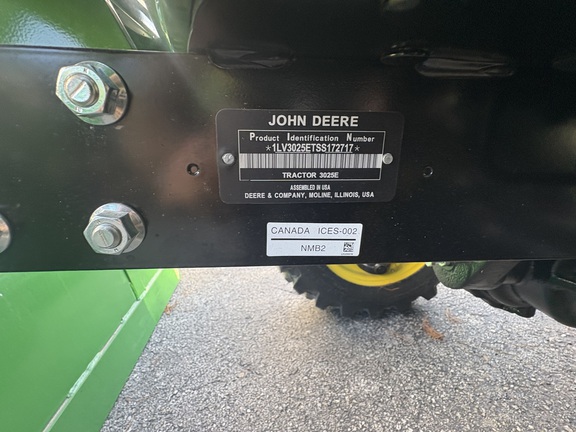 JOHN DEERE
Product Identification Number
*1LV3025ETSS172717*
TRACTOR 3025E
ASSEMBLED IN USA
DEERE & COMPANY, MOLINE, ILLINOIS, USA
CANADA ICES-002
NMB2